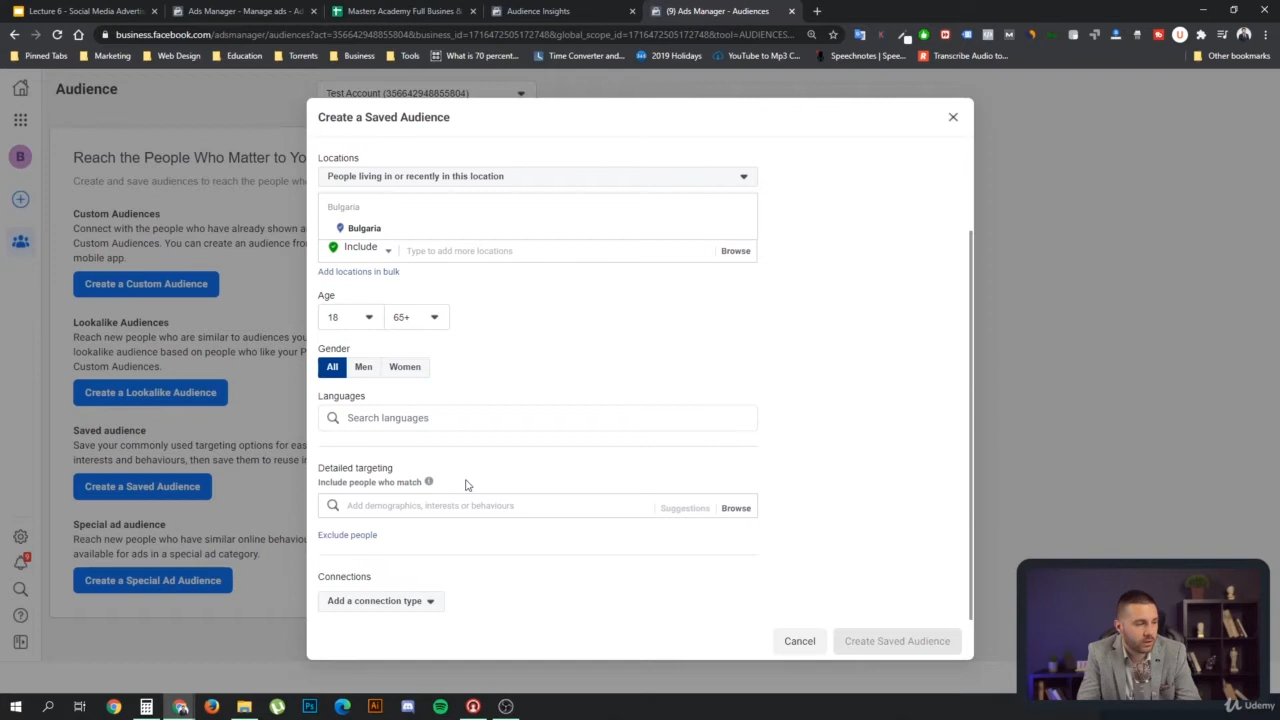 Lecture 6 - Social Media Adverti
Ads Manager - Manage ads - Ad
Masters Academy Full Busines &
Audience Insights
(9) Ads Manager - Audiences
business.facebook.com/adsmanager/audiences?act=356642948855804&business_id=1716472505172748&global_scope_id=1716472505172748&tool=AUDIENCES...
Pinned Tabs
Marketing
Web Design
Education
Torrents
Business
Tools
What is 70 percent...
Time Converter and...
2019 Holidays
YouTube to Mp3 C...
Speechnotes | Spee...
Transcribe Audio to...
Other bookmarks
Audience
Test Account (356642948855804)
B
Reach the People Who Matter to Yo
Create and save audiences to reach the people who
Custom Audiences
Connect with the people who have already shown a
Custom Audiences. You can create an audience from
mobile app.
Create a Custom Audience
Lookalike Audiences
Reach new people who are similar to audiences you
lookalike audience based on people who like your P
Custom Audiences.
Create a Lookalike Audience
Saved audience
Save your commonly used targeting options for eas
interests and behaviours, then save them to reuse in
Create a Saved Audience
Special ad audience
Reach new people who have similar online behaviou
available for ads in a special ad category.
Create a Special Ad Audience
Create a Saved Audience
Locations
People living in or recently in this location
Bulgaria
Bulgaria
Include
Type to add more locations
Browse
Add locations in bulk
Age
18
65+
Gender
All
Men
Women
Languages
Search languages
Detailed targeting
Include people who match
Add demographics, interests or behaviours
Suggestions
Browse
Exclude people
Connections
Add a connection type
Cancel
Create Saved Audience
Udemy